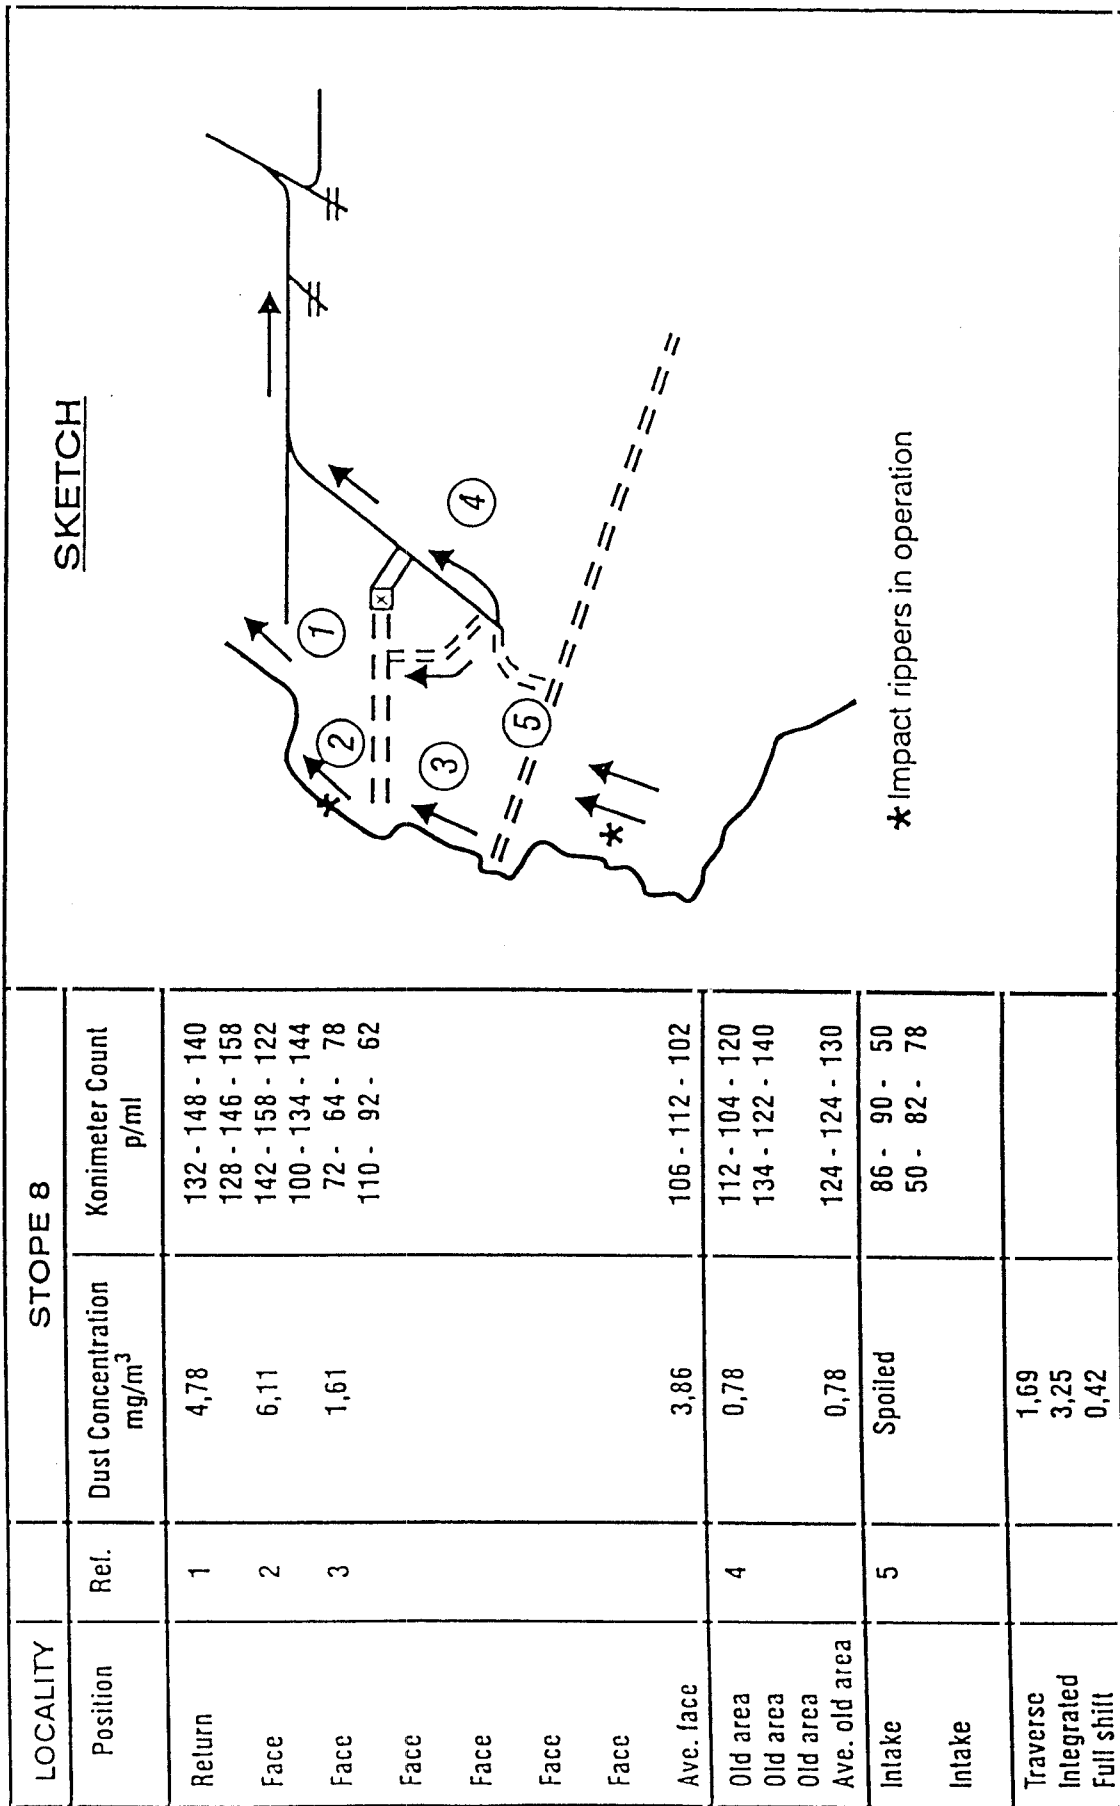 LOCALITY STOPE 8
Position Ref. Dust Concentration mg/m³ Konimeter Count p/ml
Return 1 4,78 132 - 148 - 140
128 - 146 - 158
Face 2 6,11 142 - 158 - 122
100 - 134 - 144
Face 3 1,61 72 - 64 - 78
110 - 92 - 62
Face
Face
Face
Face
Ave. face 3,86 106 - 112 - 102
Old area 4 0,78 112 - 104 - 120
Old area 134 - 122 - 140
Old area
Ave. old area 0,78 124 - 124 - 130
Intake 5 Spoiled 86 - 90 - 50
50 - 82 - 78
Intake
Traverse 1,69
Integrated 3,25
Full shift 0,42
SKETCH
1
2
3
4
5
x
* Impact rippers in operation